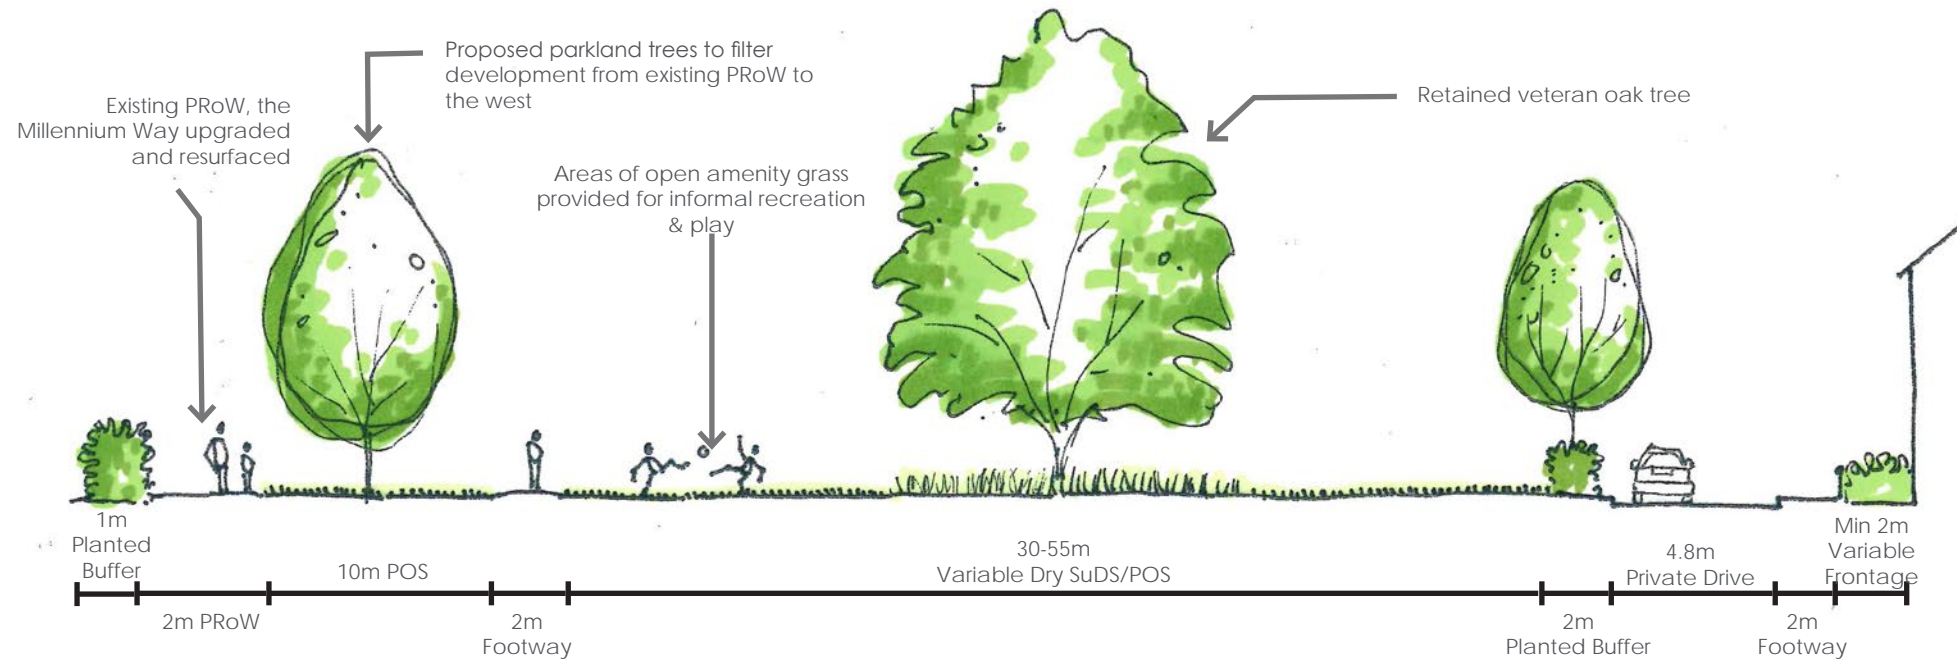 Existing PRoW, the
Millennium Way upgraded
and resurfaced
Proposed parkland trees to filter
development from existing PRoW to
the west
Areas of open amenity grass
provided for informal recreation
& play
Retained veteran oak tree
1m
Planted
Buffer
2m PRoW
10m POS
2m
Footway
30-55m
Variable Dry SuDS/POS
2m
Planted Buffer
4.8m
Private Drive
2m
Footway
Min 2m
Variable
Frontage